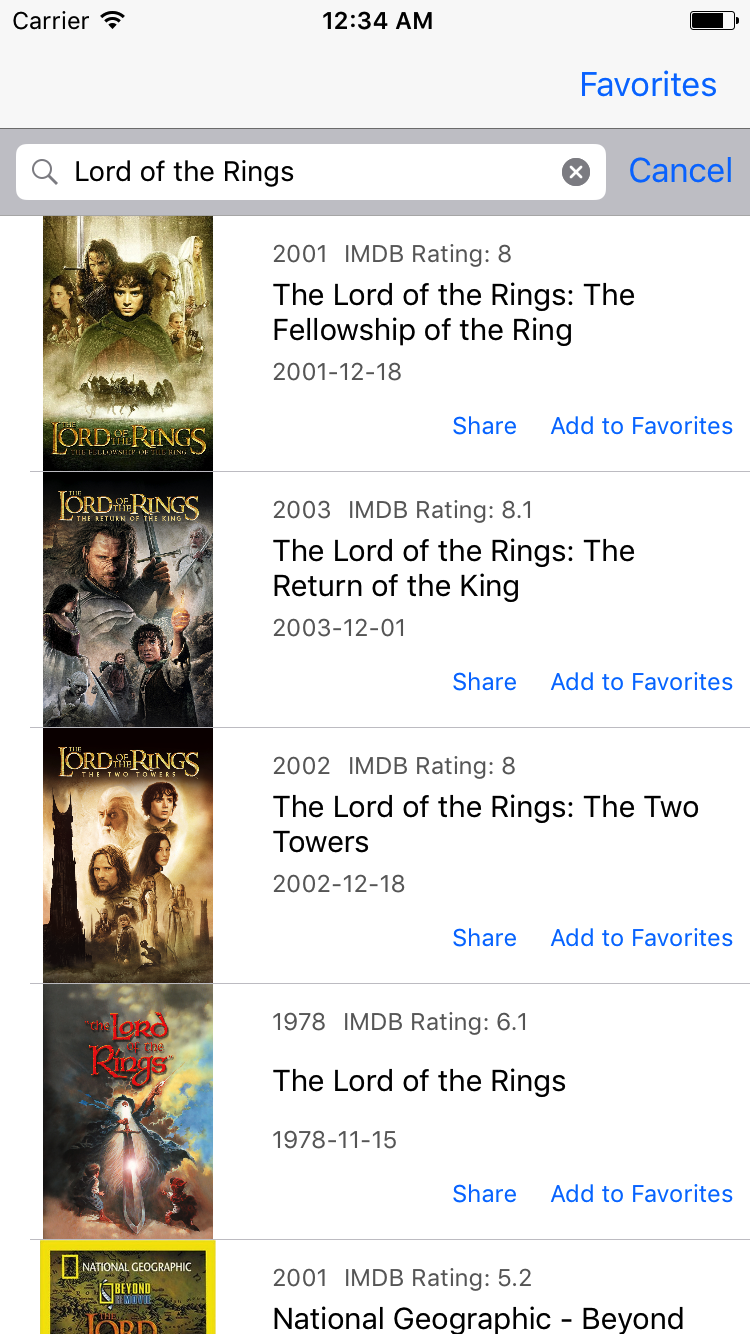 Carrier 12:34 AM
Favorites
Lord of the Rings Cancel
THE
LORD OF THE RINGS
THE FELLOWSHIP OF THE RING
2001 IMDB Rating: 8
The Lord of the Rings: The
Fellowship of the Ring
2001-12-18
Share Add to Favorites
THE
LORD OF THE RINGS
THE RETURN OF THE KING
2003 IMDB Rating: 8.1
The Lord of the Rings: The
Return of the King
2003-12-01
Share Add to Favorites
THE
LORD OF THE RINGS
THE TWO TOWERS
2002 IMDB Rating: 8
The Lord of the Rings: The Two
Towers
2002-12-18
Share Add to Favorites
"The Lord
of the
Rings"
1978 IMDB Rating: 6.1
The Lord of the Rings
1978-11-15
Share Add to Favorites
NATIONAL GEOGRAPHIC
BEYOND
THE MOVIE
THE
LORD
2001 IMDB Rating: 5.2
National Geographic - Beyond